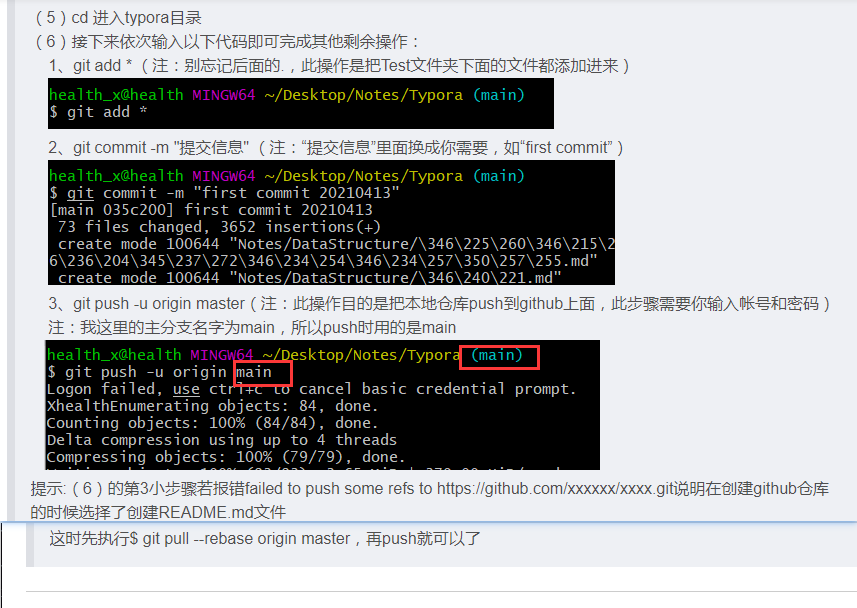 （5）cd 进入typora目录
（6）接下来依次输入以下代码即可完成其他剩余操作：
1、git add *（注：别忘记后面的.，此操作是把Test文件夹下面的文件都添加进来）
health_x@health MINGW64 ~/Desktop/Notes/Typora (main)
$ git add *
2、git commit -m "提交信息" （注：“提交信息”里面换成你需要，如“first commit”）
health_x@health MINGW64 ~/Desktop/Notes/Typora (main)
$ git commit -m "first commit 20210413"
[main 035c200] first commit 20210413
73 files changed, 3652 insertions(+)
create mode 100644 "Notes/DataStructure/\346\225\260\346\215\2
6\236\204\345\237\272\346\234\254\346\234\257\350\257\255.md"
create mode 100644 "Notes/DataStructure/\346\240\221.md"
3、git push -u origin master（注：此操作目的是把本地仓库push到github上面，此步骤需要你输入帐号和密码）
注：我这里的主分支名字为main，所以push时用的是main
health_x@health MINGW64 ~/Desktop/Notes/Typora (main)
$ git push -u origin main
Logon failed, use ctrl+c to cancel basic credential prompt.
XhealthEnumerating objects: 84, done.
Counting objects: 100% (84/84), done.
Delta compression using up to 4 threads
Compressing objects: 100% (79/79), done.
提示:（6）的第3小步骤若报错failed to push some refs to https://github.com/xxxxxx/xxxx.git说明在创建github仓库
的时候选择了创建README.md文件
这时先执行$ git pull --rebase origin master，再push就可以了